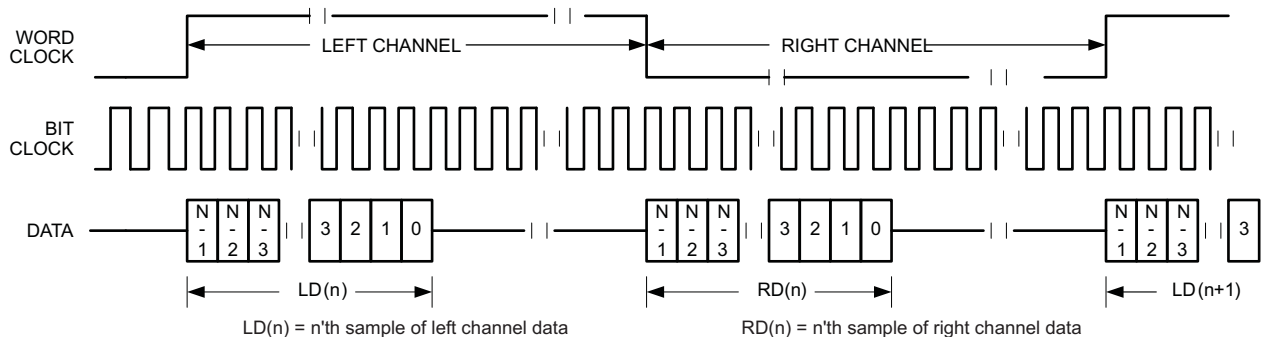 WORD
CLOCK
LEFT CHANNEL
RIGHT CHANNEL
BIT
CLOCK
DATA
N
-
1
N
-
2
N
-
3
3
2
1
0
N
-
1
N
-
2
N
-
3
3
2
1
0
N
-
1
N
-
2
N
-
3
3
LD(n)
RD(n)
LD(n+1)
LD(n) = n'th sample of left channel data
RD(n) = n'th sample of right channel data